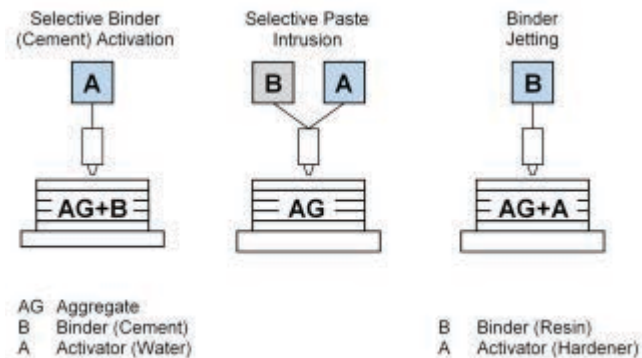 Selective Binder
(Cement) Activation
Selective Paste
Intrusion
Binder
Jetting
A
B
A
B
AG+B
AG
AG+A
AG Aggregate
B Binder (Cement)
A Activator (Water)
B Binder (Resin)
A Activator (Hardener)